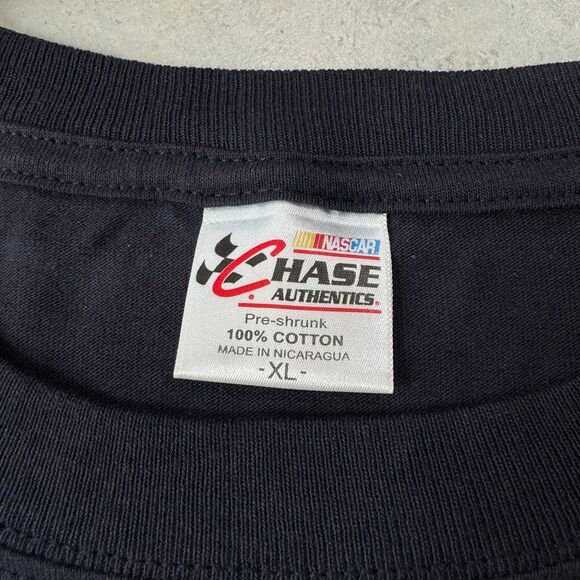 NASCAR
CHASE
AUTHENTICS
Pre-shrunk
100% COTTON
MADE IN NICARAGUA
-XL-